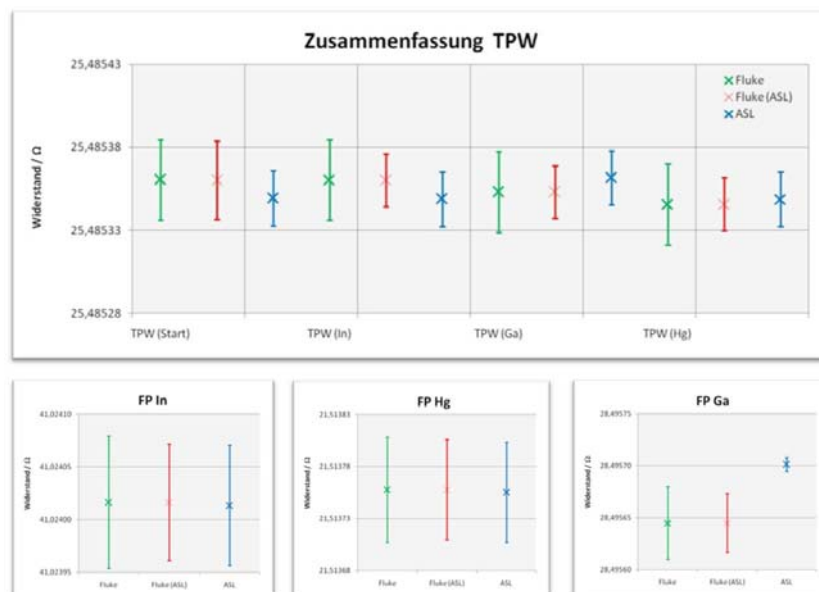 Zusammenfassung TPW
25,48543
25,48538
25,48533
25,48528
Widerstand / Ω
Fluke
Fluke (ASL)
ASL
TPW (Start)
TPW (In)
TPW (Ga)
TPW (Hg)
FP In
41,02410
41,02405
41,02400
41,02395
Widerstand / Ω
Fluke
Fluke (ASL)
ASL
FP Hg
21,51383
21,51378
21,51373
21,51368
Widerstand / Ω
Fluke
Fluke (ASL)
ASL
FP Ga
28,49575
28,49570
28,49565
28,49560
Widerstand / Ω
Fluke
Fluke (ASL)
ASL